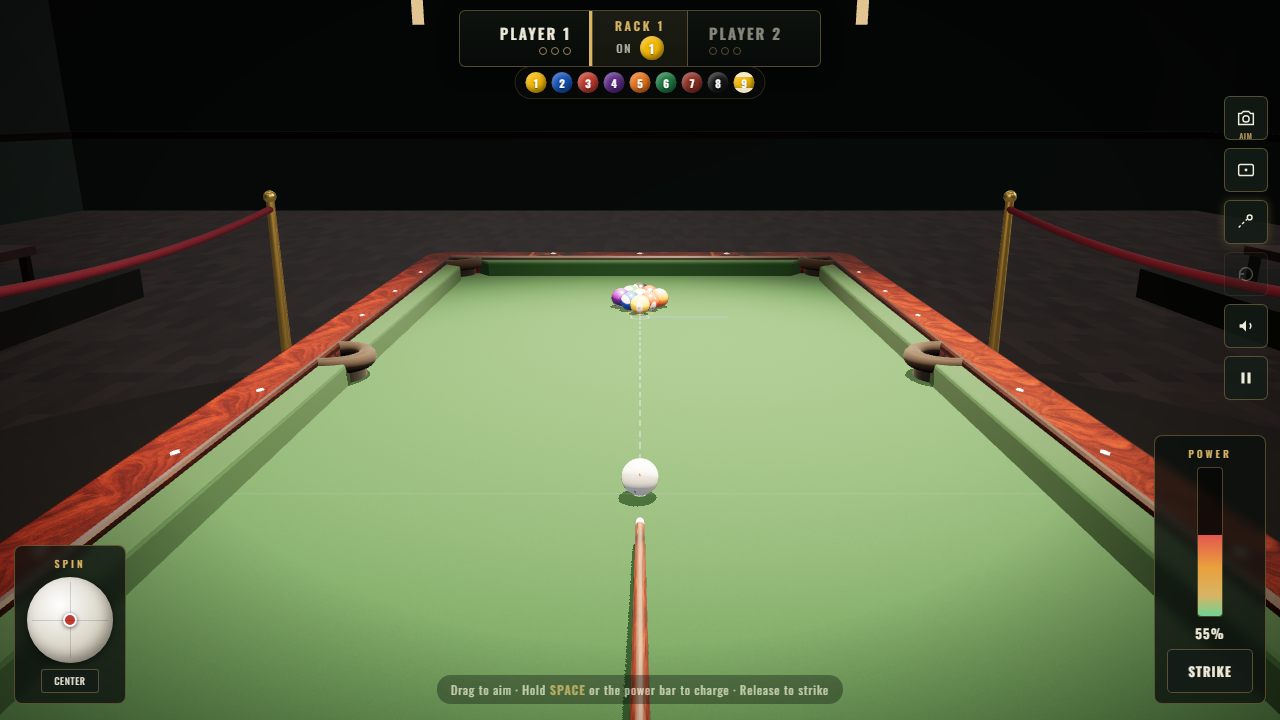 PLAYER 1
RACK 1
ON 1
PLAYER 2
1 2 3 4 5 6 7 8 9
AIM
POWER
55%
STRIKE
SPIN
CENTER
Drag to aim · Hold SPACE or the power bar to charge · Release to strike